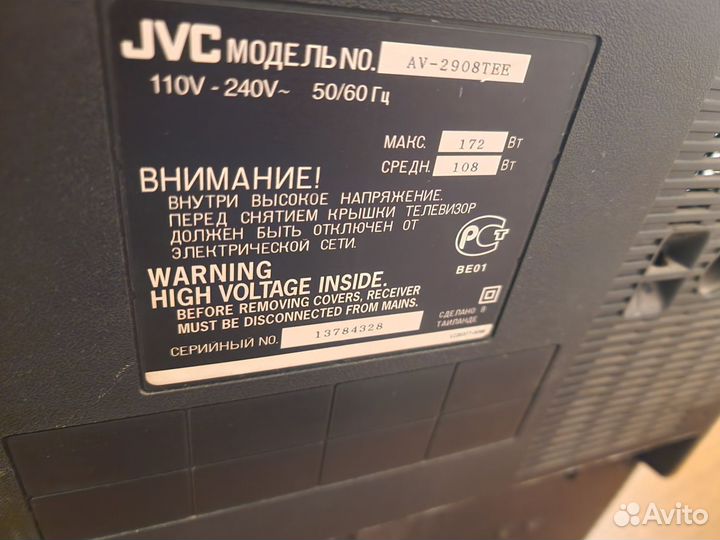 JVC МОДЕЛЬ NO. AV-2908TEE
110V - 240V~ 50/60 Гц
МАКС. 172 Вт
СРЕДН. 108 Вт
ВНИМАНИЕ!
ВНУТРИ ВЫСОКОЕ НАПРЯЖЕНИЕ.
ПЕРЕД СНЯТИЕМ КРЫШКИ ТЕЛЕВИЗОР
ДОЛЖЕН БЫТЬ ОТКЛЮЧЕН ОТ
ЭЛЕКТРИЧЕСКОЙ СЕТИ.
РСТ
BE01
WARNING
HIGH VOLTAGE INSIDE.
BEFORE REMOVING COVERS, RECEIVER
MUST BE DISCONNECTED FROM MAINS.
СЕРИЙНЫЙ NO. 13784328
СДЕЛАНО В
ТАИЛАНДЕ
Avito